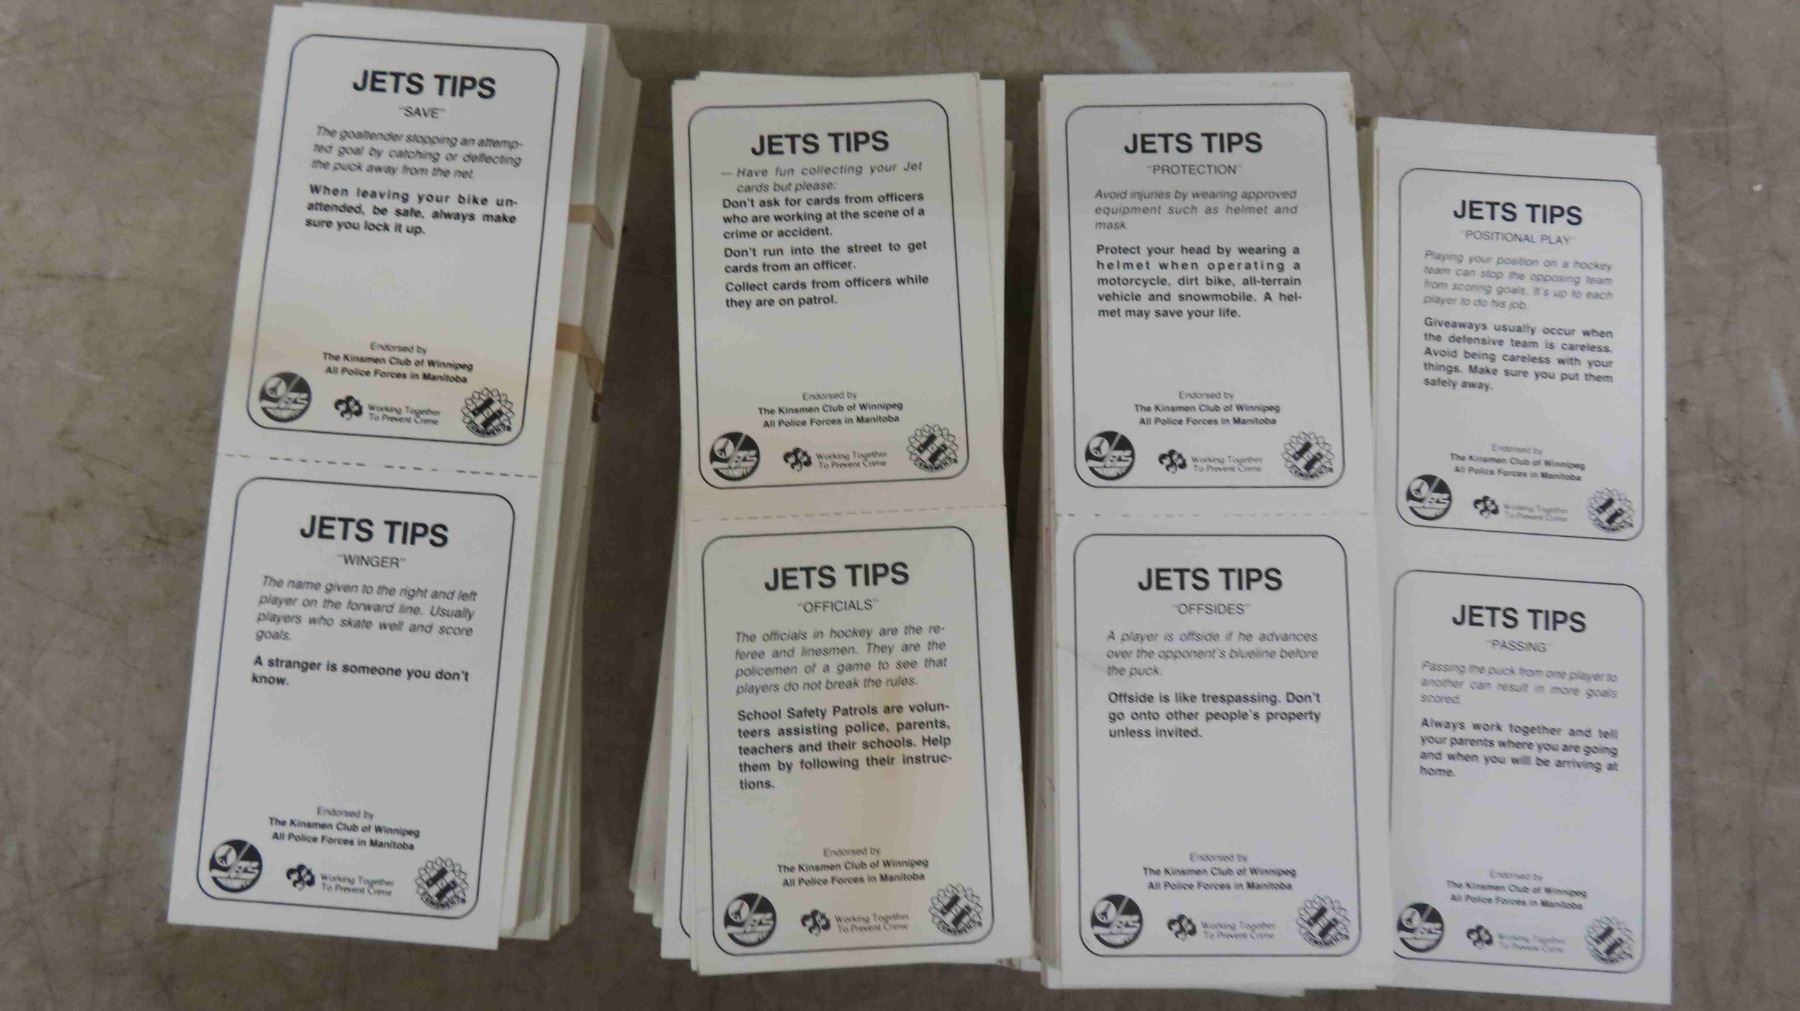 JETS TIPS
"SAVE"
The goaltender stopping an attemp-
ted goal by catching or deflecting
the puck away from the net.
When leaving your bike un-
attended, be safe, always make
sure you lock it up.
Endorsed by
The Kinsmen Club of Winnipeg
All Police Forces in Manitoba
Working Together
To Prevent Crime
JETS TIPS
"WINGER"
The name given to the right and left
player on the forward line. Usually
players who skate well and score
goals.
A stranger is someone you don't
know.
Endorsed by
The Kinsmen Club of Winnipeg
All Police Forces in Manitoba
Working Together
To Prevent Crime
JETS TIPS
— Have fun collecting your Jet
cards but please:
Don't ask for cards from officers
who are working at the scene of a
crime or accident.
Don't run into the street to get
cards from an officer.
Collect cards from officers while
they are on patrol.
Endorsed by
The Kinsmen Club of Winnipeg
All Police Forces in Manitoba
Working Together
To Prevent Crime
JETS TIPS
"OFFICIALS"
The officials in hockey are the re-
feree and linesmen. They are the
policemen of a game to see that
players do not break the rules.
School Safety Patrols are volun-
teers assisting police, parents,
teachers and their schools. Help
them by following their instruc-
tions.
Endorsed by
The Kinsmen Club of Winnipeg
All Police Forces in Manitoba
Working Together
To Prevent Crime
JETS TIPS
"PROTECTION"
Avoid injuries by wearing approved
equipment such as helmet and
mask.
Protect your head by wearing a
helmet when operating a
motorcycle, dirt bike, all-terrain
vehicle and snowmobile. A hel-
met may save your life.
Endorsed by
The Kinsmen Club of Winnipeg
All Police Forces in Manitoba
Working Together
To Prevent Crime
JETS TIPS
"OFFSIDES"
A player is offside if he advances
over the opponent's blueline before
the puck.
Offside is like trespassing. Don't
go onto other people's property
unless invited.
Endorsed by
The Kinsmen Club of Winnipeg
All Police Forces in Manitoba
Working Together
To Prevent Crime
JETS TIPS
"POSITIONAL PLAY"
Playing your position on a hockey
team can stop the opposing team
from scoring goals. It's up to each
player to do his job.
Giveaways usually occur when
the defensive team is careless.
Avoid being careless with your
things. Make sure you put them
safely away.
Endorsed by
The Kinsmen Club of Winnipeg
All Police Forces in Manitoba
Working Together
To Prevent Crime
JETS TIPS
"PASSING"
Passing the puck from one player to
another can result in more goals
scored.
Always work together and tell
your parents where you are going
and when you will be arriving at
home.
Endorsed by
The Kinsmen Club of Winnipeg
All Police Forces in Manitoba
Working Together
To Prevent Crime